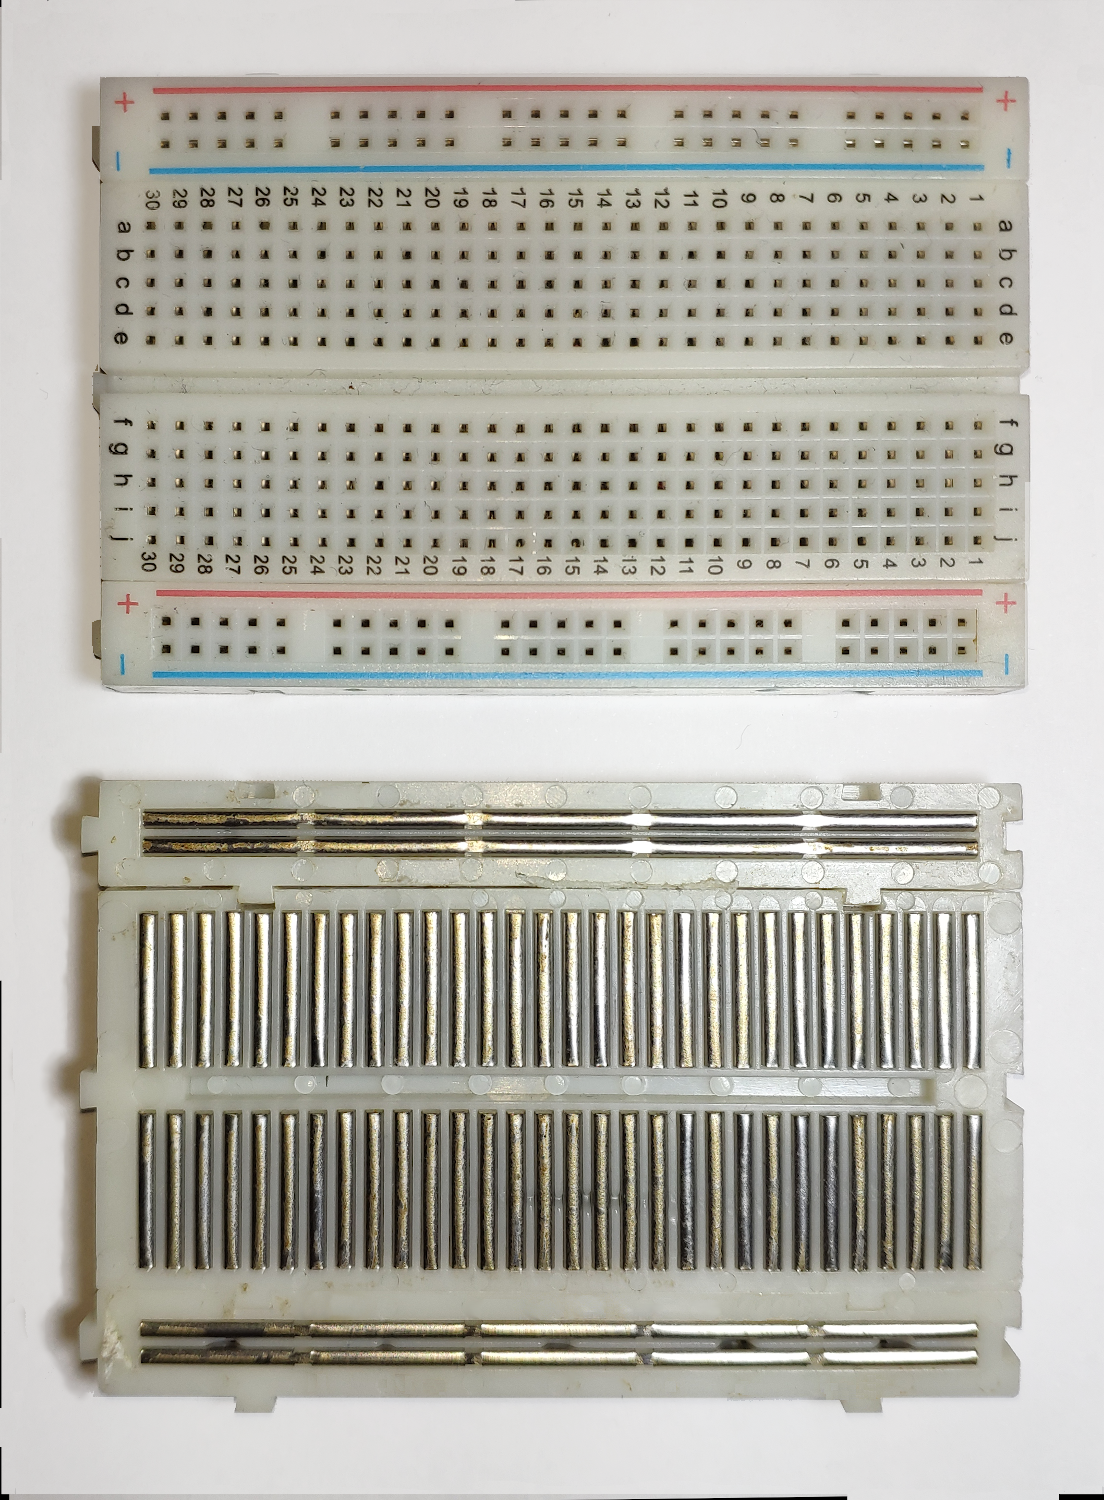 + +
- -
30 29 28 27 26 25 24 23 22 21 20 19 18 17 16 15 14 13 12 11 10 9 8 7 6 5 4 3 2 1
a a
b b
c c
d d
e e
f f
g g
h h
i i
j j
30 29 28 27 26 25 24 23 22 21 20 19 18 17 16 15 14 13 12 11 10 9 8 7 6 5 4 3 2 1
+ +
- -